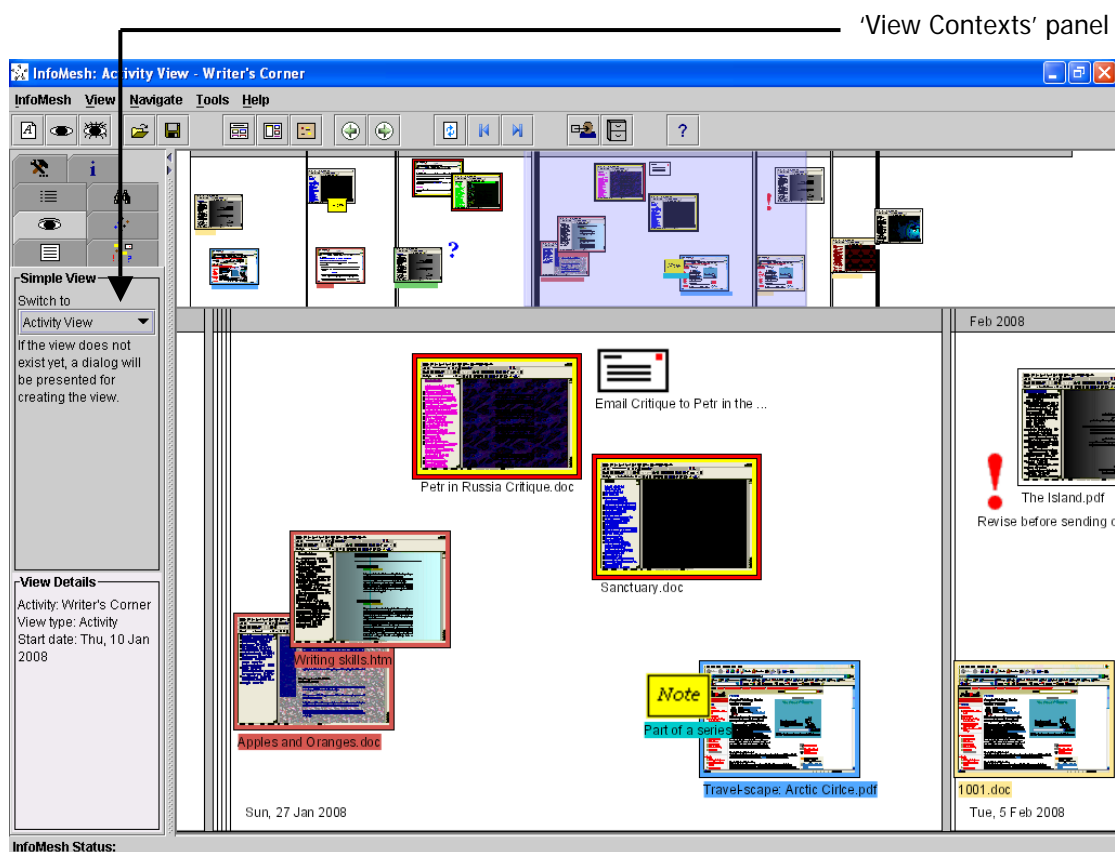 'View Contexts' panel
InfoMesh: Activity View - Writer's Corner
InfoMesh View Navigate Tools Help
A
?
i
?
Note
Simple View
Switch to
Activity View
If the view does not
exist yet, a dialog will
be presented for
creating the view.
Feb 2008
Email Critique to Petr in the ...
Petr in Russia Critique.doc
The Island.pdf
Revise before sending
Sanctuary.doc
View Details
Activity: Writer's Corner
View type: Activity
Start date: Thu, 10 Jan
2008
Writing skills.htm
Note
Part of a series
Apples and Oranges.doc
Travel-scape: Arctic Cirlce.pdf
1001.doc
Sun, 27 Jan 2008
Tue, 5 Feb 2008
InfoMesh Status: